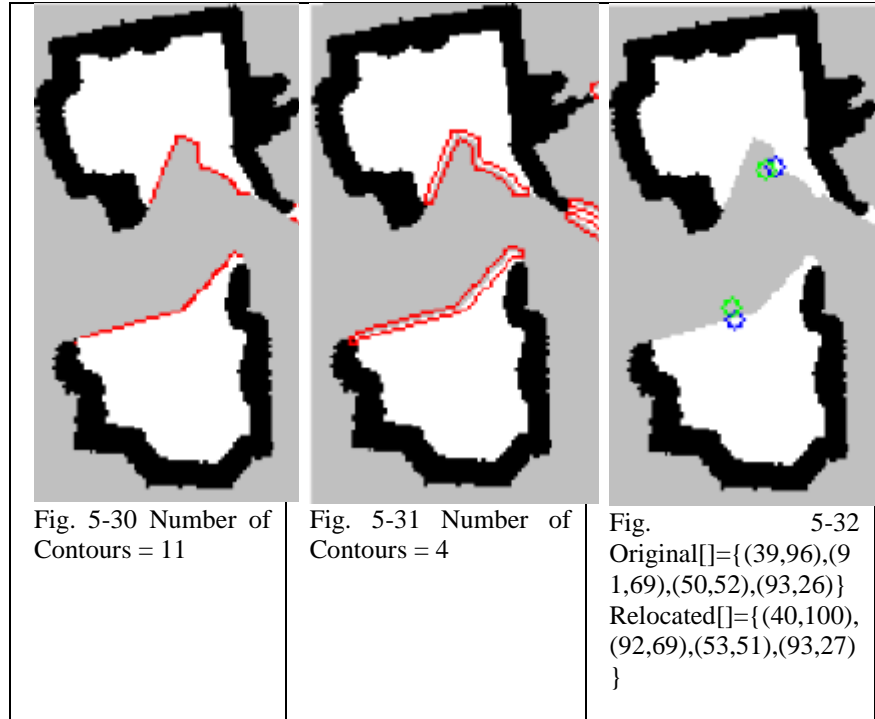 Fig. 5-30 Number of
Contours = 11
Fig. 5-31 Number of
Contours = 4
Fig. 5-32
Original[]={(39,96),(9
1,69),(50,52),(93,26)}
Relocated[]={(40,100),
(92,69),(53,51),(93,27)
}